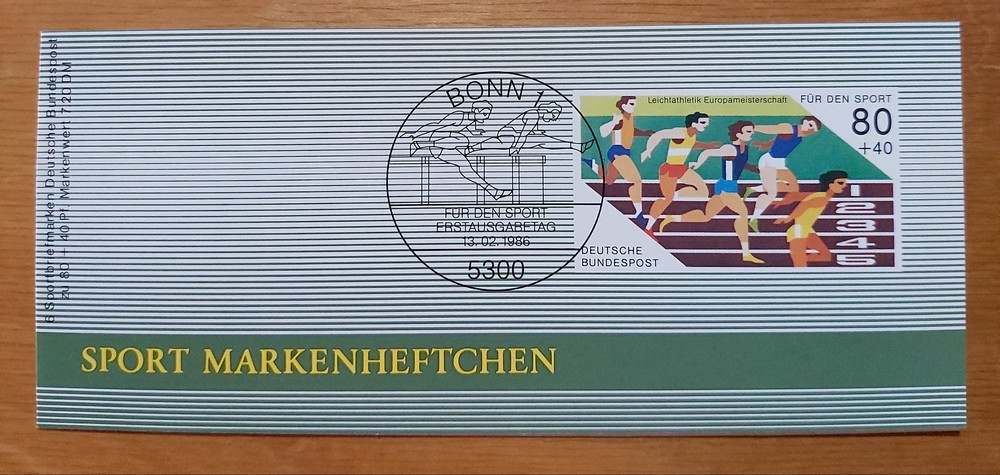 6 Sportbriefmarken Deutsche Bundespost
zu 80 + 40 Pf, Markenwert 7,20 DM
BONN 1
FÜR DEN SPORT
ERSTAUSGABETAG
13.02.1986
5300
Leichtathletik Europameisterschaft
FÜR DEN SPORT
80
+40
1
2
3
4
5
DEUTSCHE
BUNDESPOST
SPORT MARKENHEFTCHEN